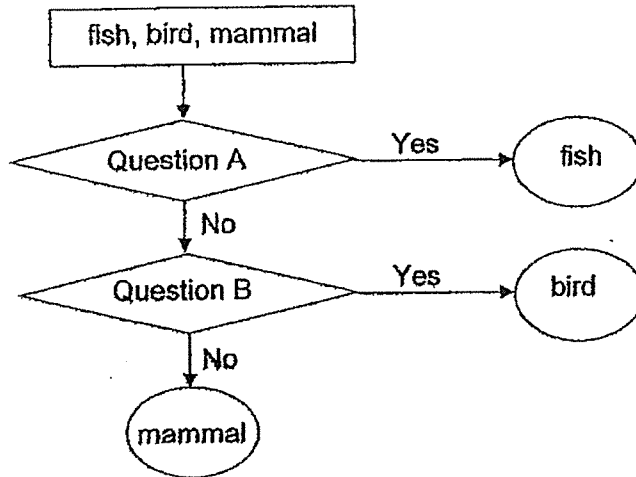 fish, bird, mammal
Question A
Yes
fish
No
Question B
Yes
bird
No
mammal